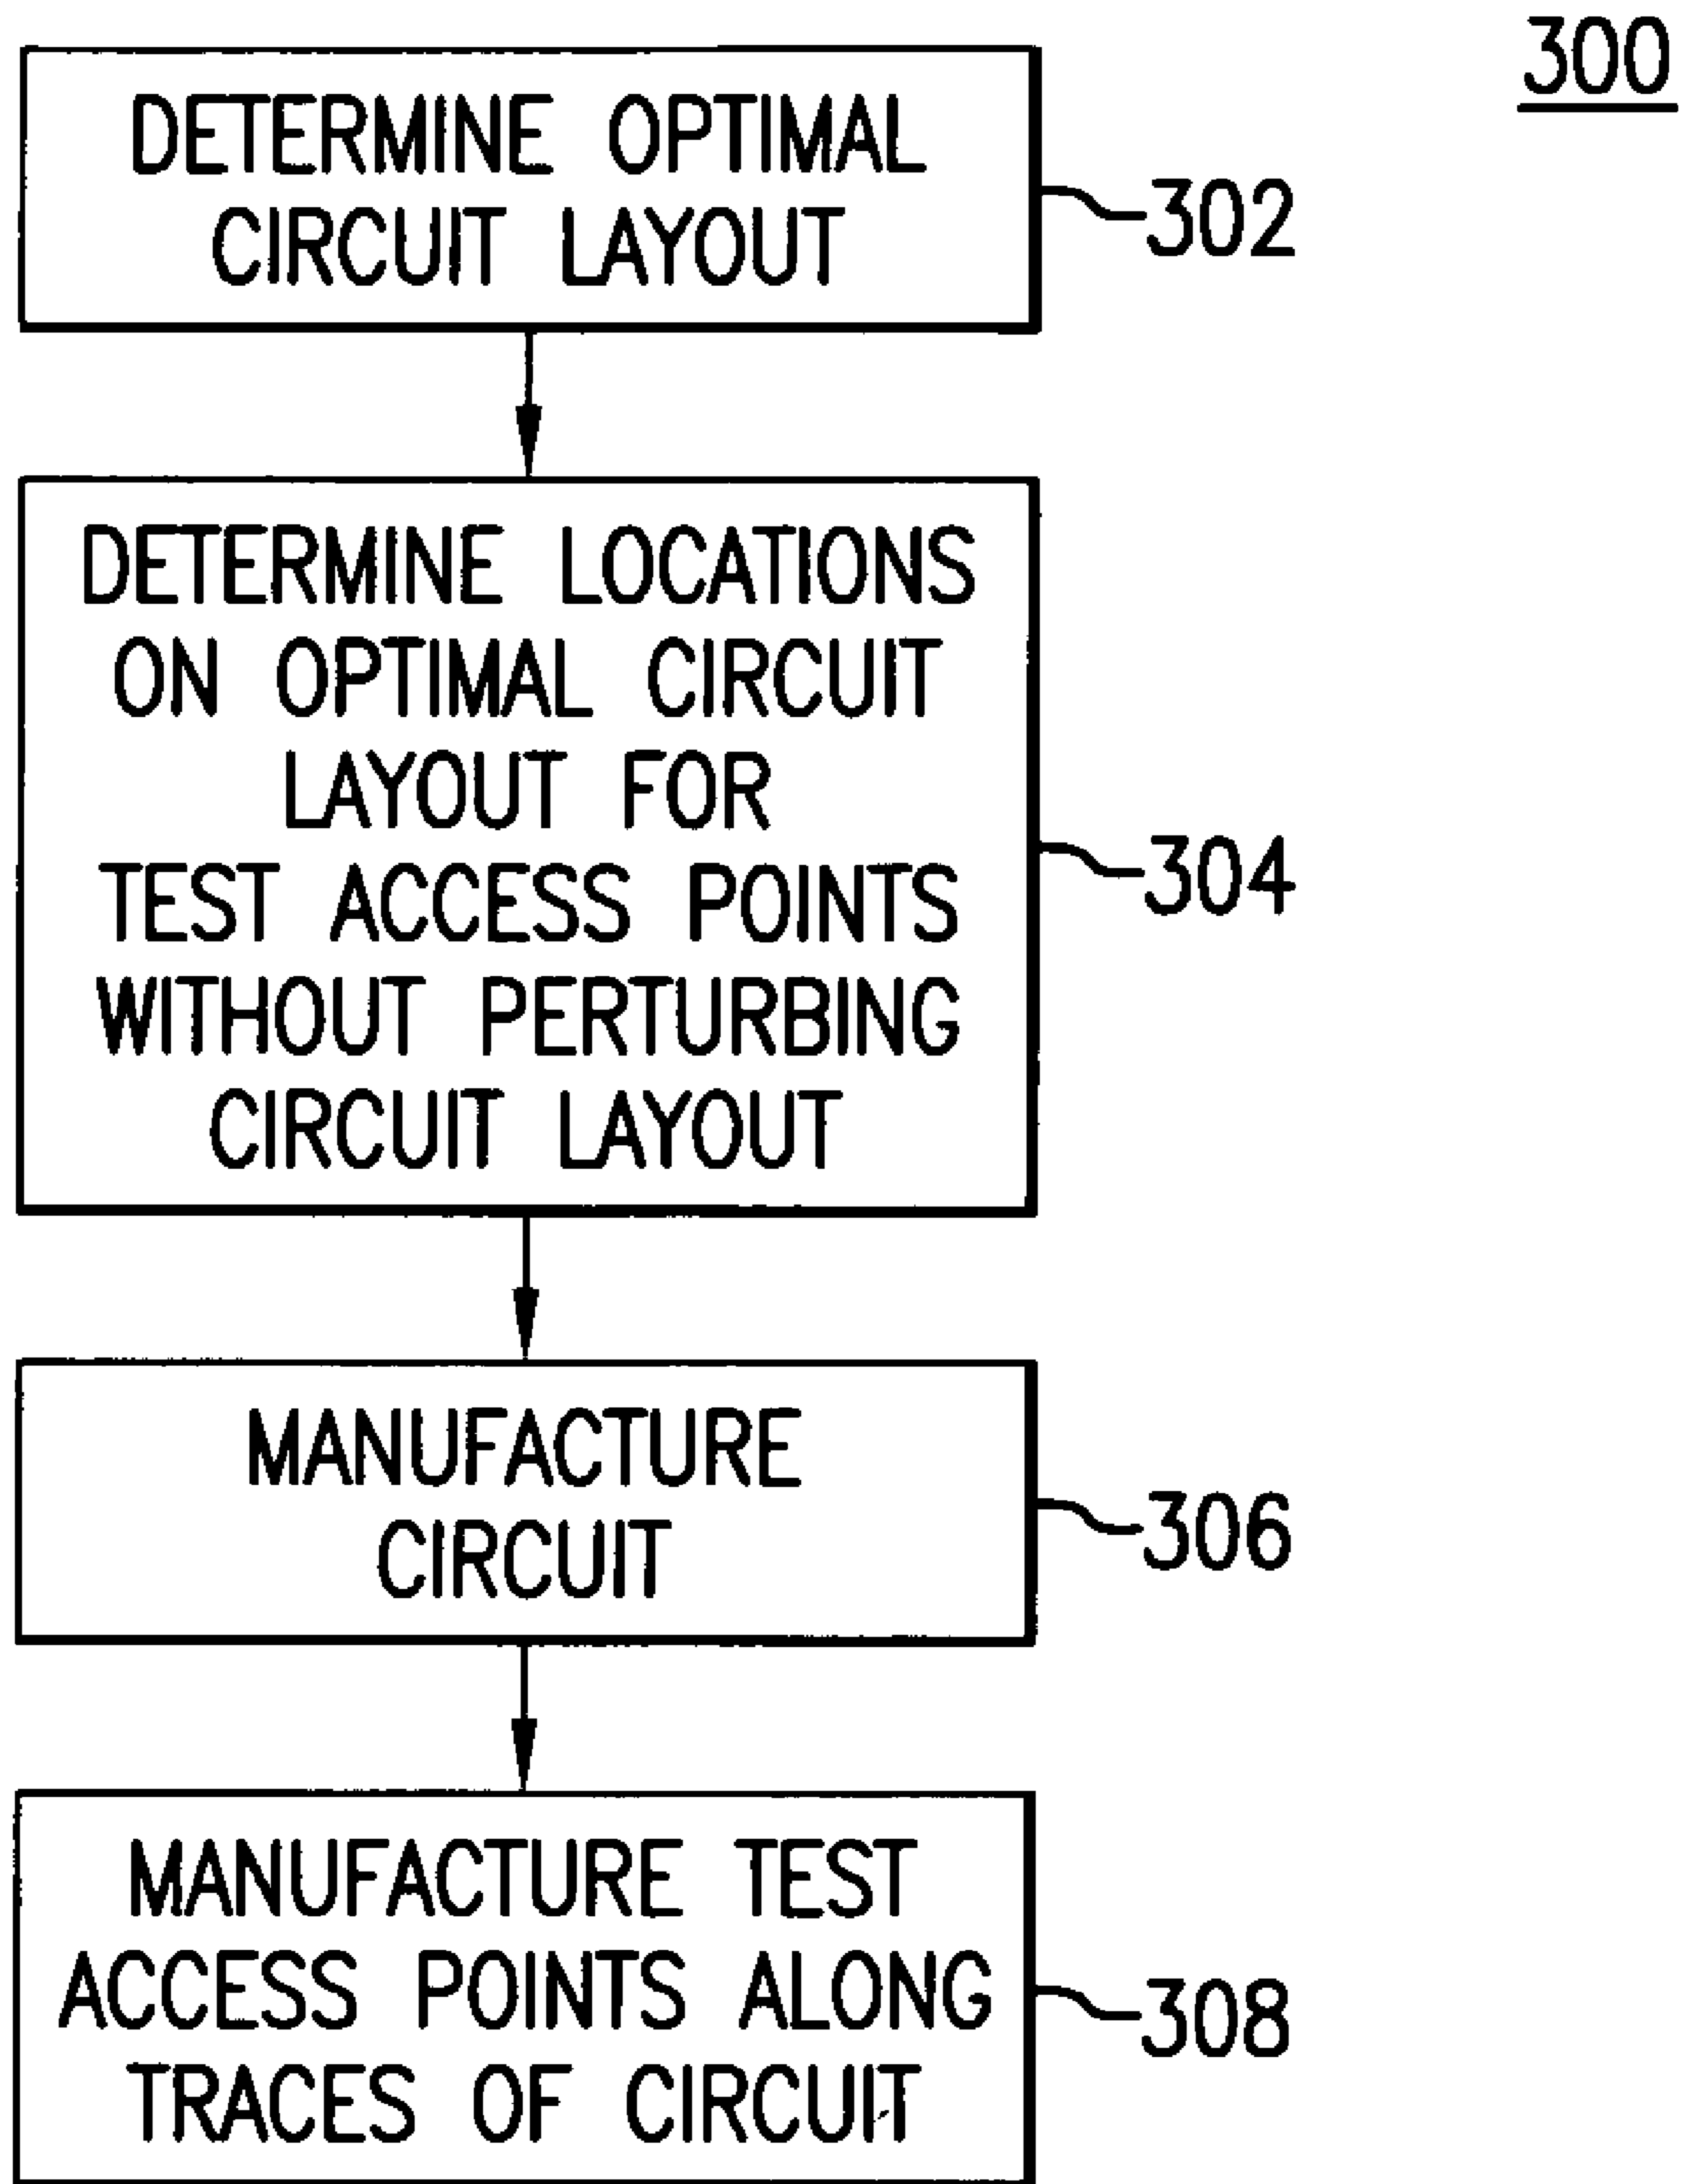 300
DETERMINE OPTIMAL
CIRCUIT LAYOUT
302
DETERMINE LOCATIONS
ON OPTIMAL CIRCUIT
LAYOUT FOR
TEST ACCESS POINTS
WITHOUT PERTURBING
CIRCUIT LAYOUT
304
MANUFACTURE
CIRCUIT
306
MANUFACTURE TEST
ACCESS POINTS ALONG
TRACES OF CIRCUIT
308